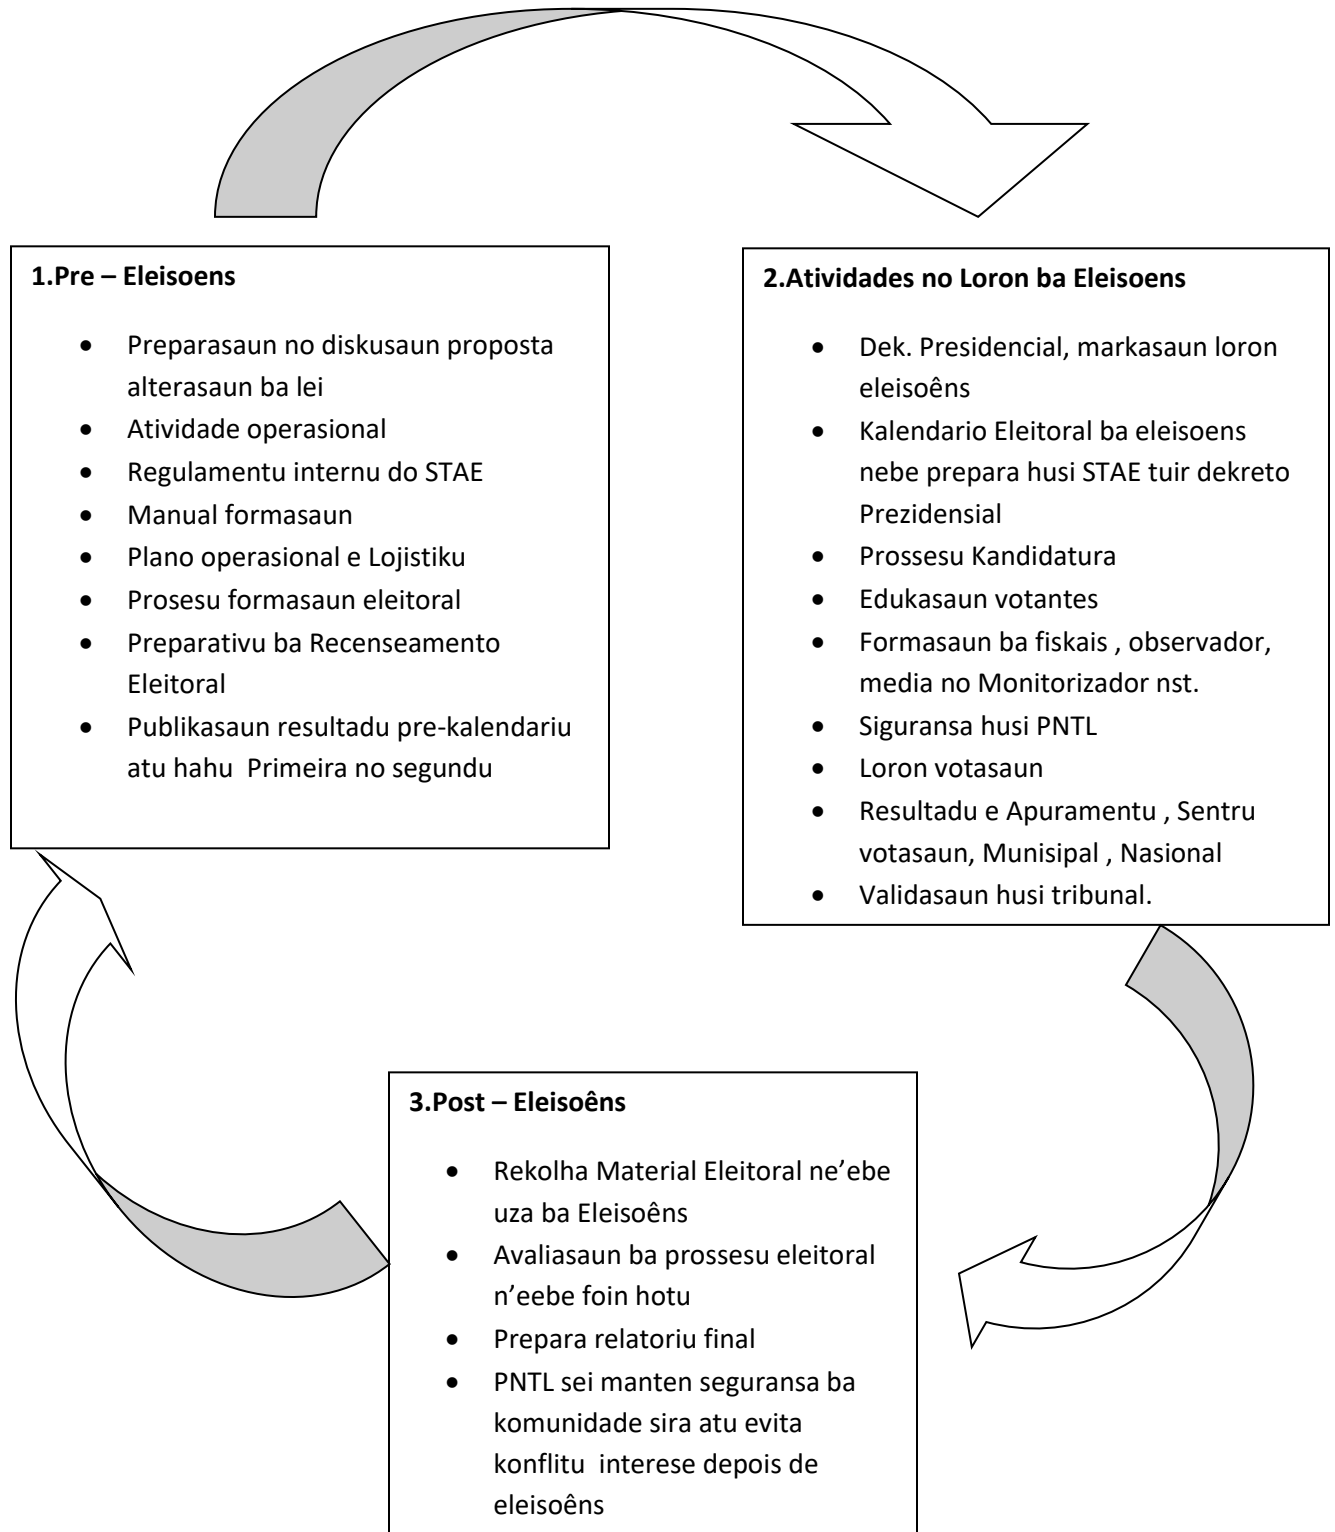 1.Pre – Eleisoens
• Preparasaun no diskusaun proposta
alterasaun ba lei
• Atividade operasional
• Regulamentu internu do STAE
• Manual formasaun
• Plano operasional e Lojistiku
• Prosesu formasaun eleitoral
• Preparativu ba Recenseamento
Eleitoral
• Publikasaun resultadu pre-kalendariu
atu hahu  Primeira no segundu
2.Atividades no Loron ba Eleisoens
• Dek. Presidencial, markasaun loron
eleisoêns
• Kalendario Eleitoral ba eleisoens
nebe prepara husi STAE tuir dekreto
Prezidensial
• Prossesu Kandidatura
• Edukasaun votantes
• Formasaun ba fiskais , observador,
media no Monitorizador nst.
• Siguransa husi PNTL
• Loron votasaun
• Resultadu e Apuramentu , Sentru
votasaun, Munisipal , Nasional
• Validasaun husi tribunal.
3.Post – Eleisoêns
• Rekolha Material Eleitoral ne’ebe
uza ba Eleisoêns
• Avaliasaun ba prossesu eleitoral
n’eebe foin hotu
• Prepara relatoriu final
• PNTL sei manten seguransa ba
komunidade sira atu evita
konflitu  interese depois de
eleisoêns